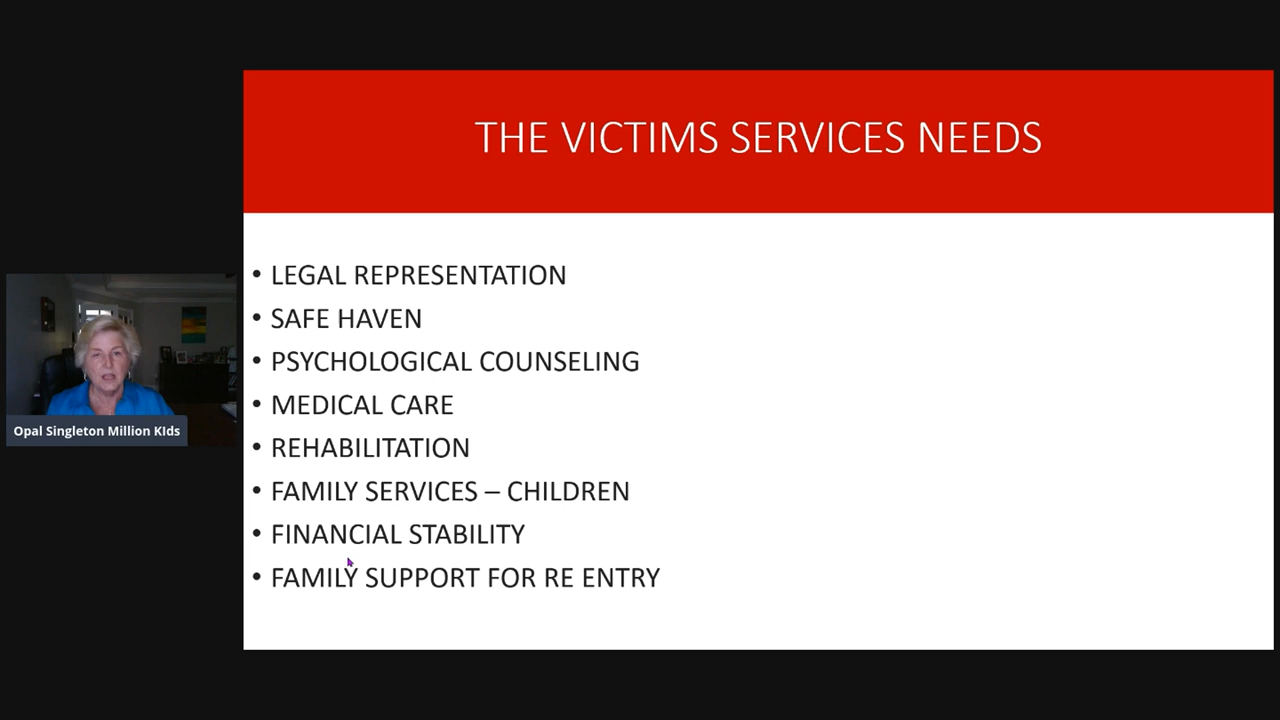 THE VICTIMS SERVICES NEEDS
• LEGAL REPRESENTATION
• SAFE HAVEN
• PSYCHOLOGICAL COUNSELING
• MEDICAL CARE
• REHABILITATION
• FAMILY SERVICES – CHILDREN
• FINANCIAL STABILITY
• FAMILY SUPPORT FOR RE ENTRY
Opal Singleton Million KIds